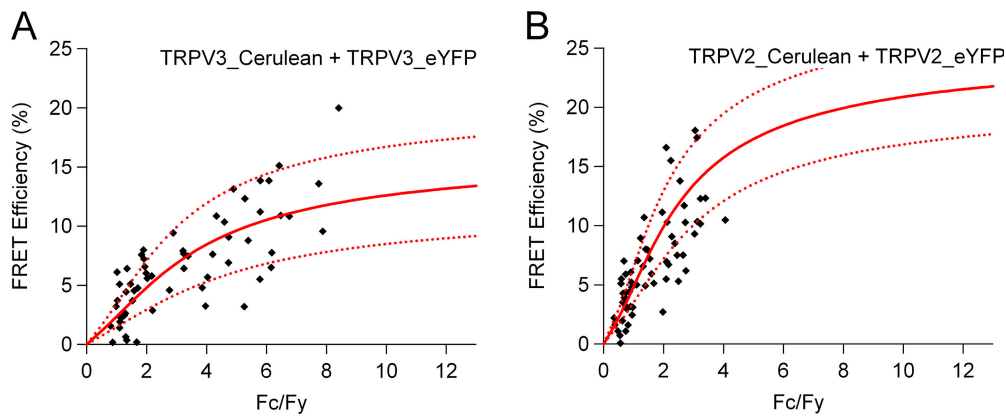 A
TRPV3_Cerulean + TRPV3_eYFP
FRET Efficiency (%)
25
20
15
10
5
0
0 2 4 6 8 10 12
Fc/Fy
B
TRPV2_Cerulean + TRPV2_eYFP
FRET Efficiency (%)
25
20
15
10
5
0
0 2 4 6 8 10 12
Fc/Fy